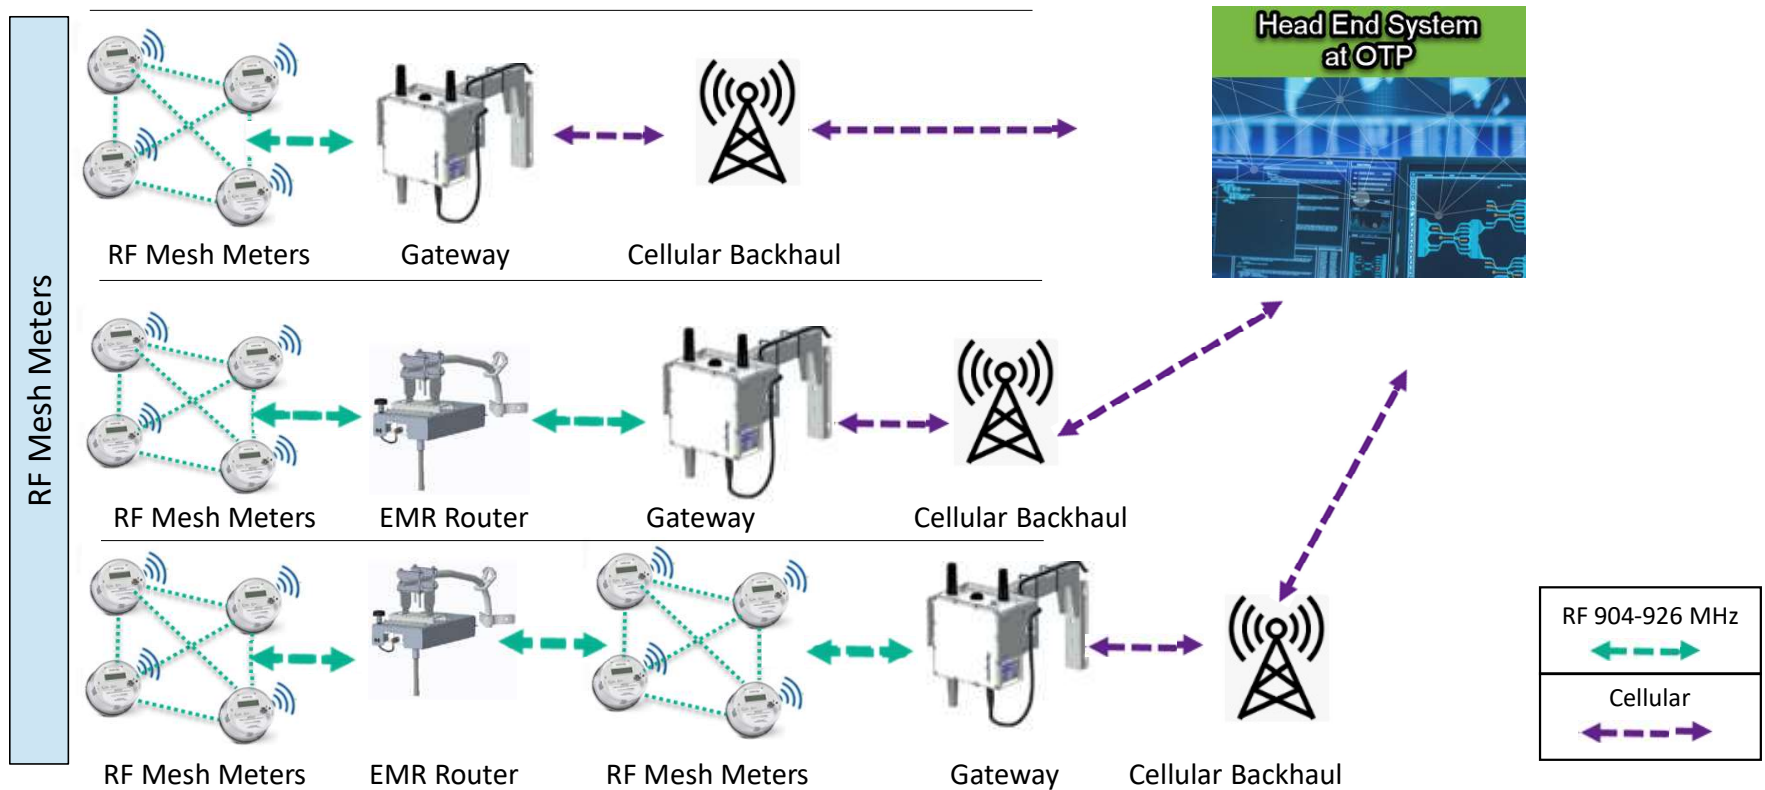 RF Mesh Meters
Head End System
at OTP
RF Mesh Meters
Gateway
Cellular Backhaul
RF Mesh Meters
EMR Router
Gateway
Cellular Backhaul
RF Mesh Meters
EMR Router
RF Mesh Meters
Gateway
Cellular Backhaul
RF 904-926 MHz
Cellular